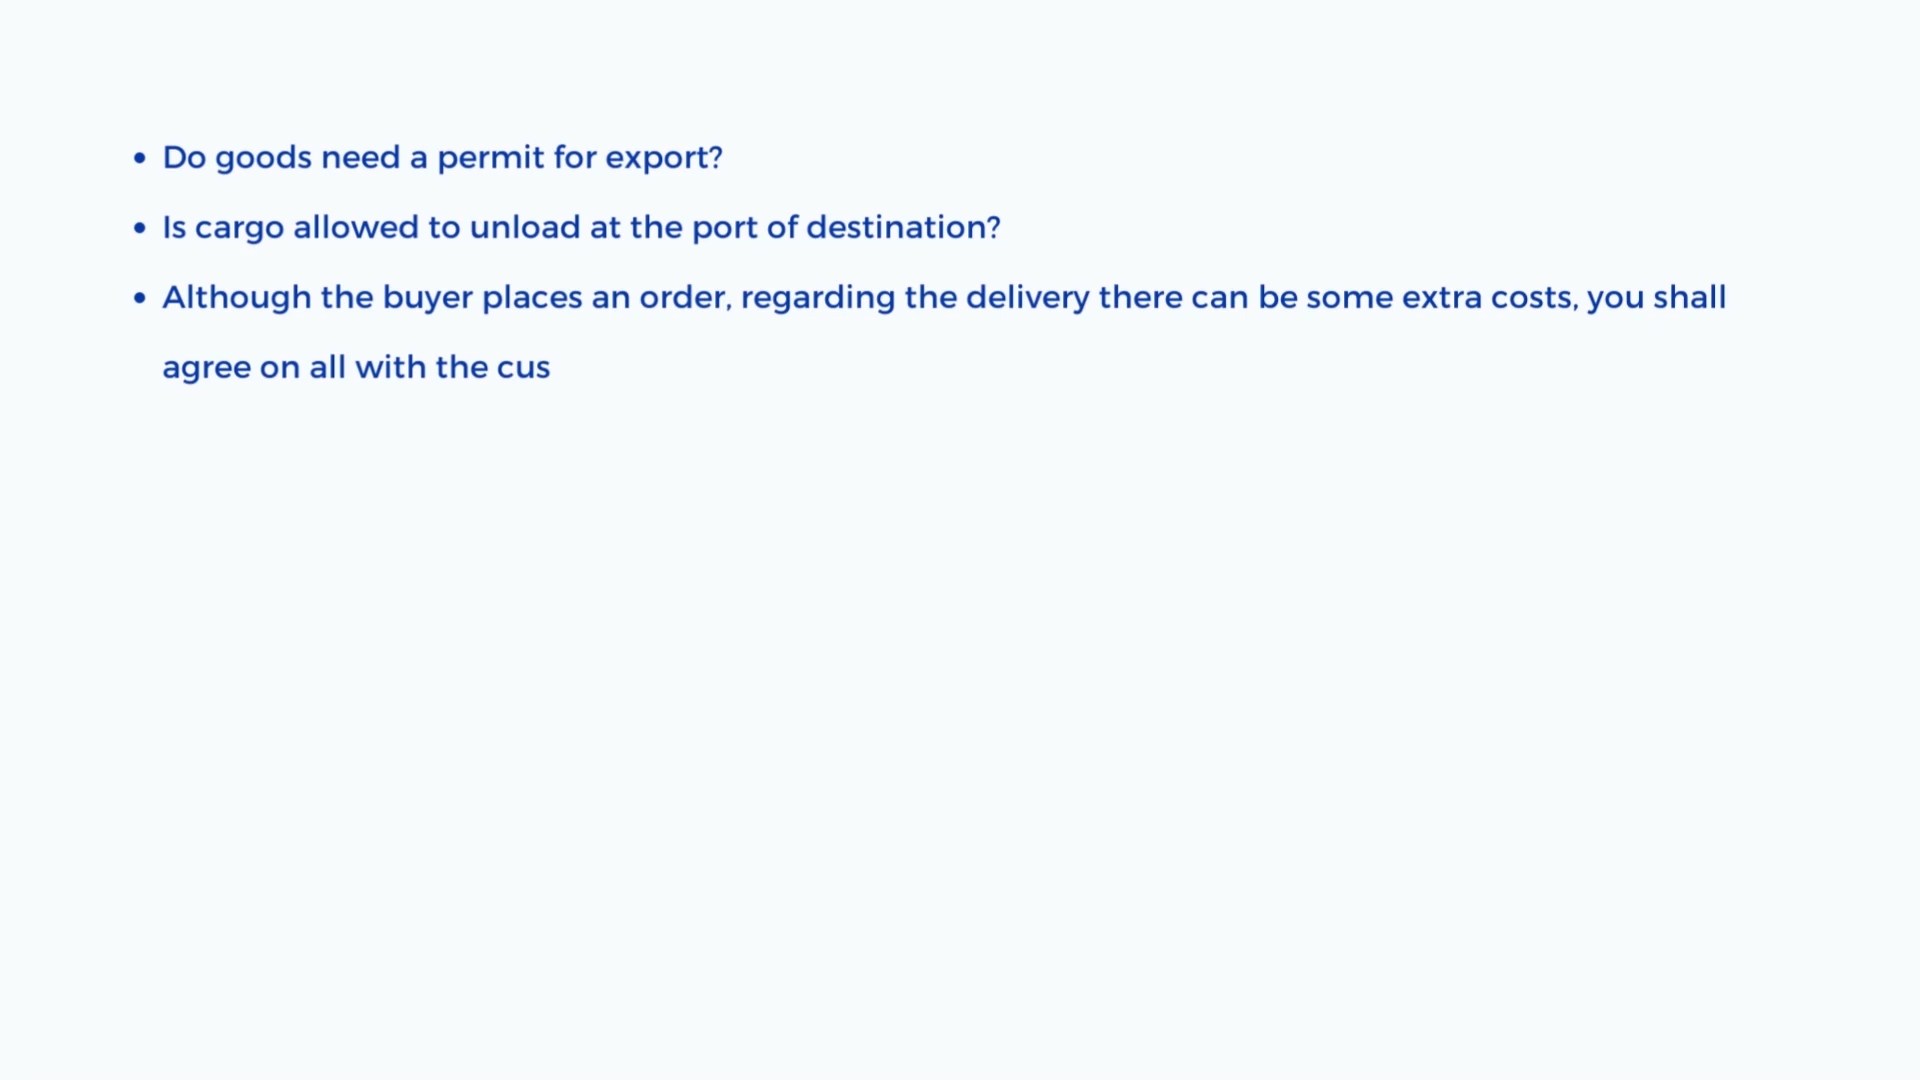 • Do goods need a permit for export?
• Is cargo allowed to unload at the port of destination?
• Although the buyer places an order, regarding the delivery there can be some extra costs, you shall
agree on all with the cus